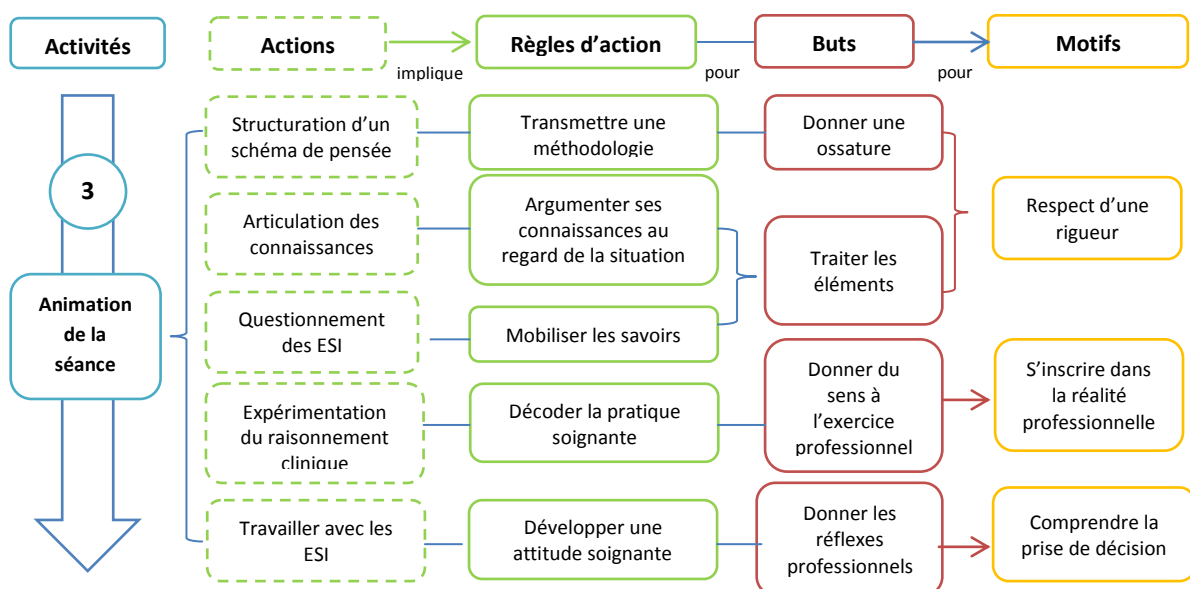 Activités
Actions
implique
Règles d’action
pour
Buts
pour
Motifs
3
Animation
de la
séance
Structuration d’un
schéma de pensée
Transmettre une
méthodologie
Donner une
ossature
Articulation des
connaissances
Argumenter ses
connaissances au
regard de la situation
Traiter les
éléments
Respect d’une
rigueur
Questionnement
des ESI
Mobiliser les savoirs
Expérimentation
du raisonnement
clinique
Décoder la pratique
soignante
Donner du
sens à
l’exercice
professionnel
S’inscrire dans
la réalité
professionnelle
Travailler avec les
ESI
Développer une
attitude soignante
Donner les
réflexes
professionnels
Comprendre la
prise de décision